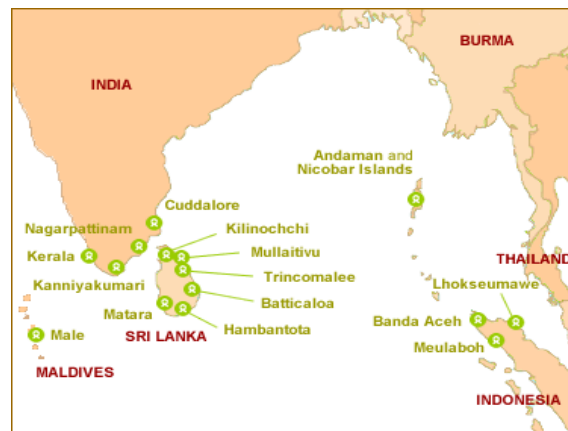 BURMA
INDIA
Andaman and
Nicobar Islands
Cuddalore
Nagarpattinam
Kilinochchi
Kerala
Mullaitivu
THAILAND
Trincomalee
Lhokseumawe
Kanniyakumari
Batticaloa
Matara
Hambantota
Banda Aceh
Male
SRI LANKA
Meulaboh
MALDIVES
INDONESIA